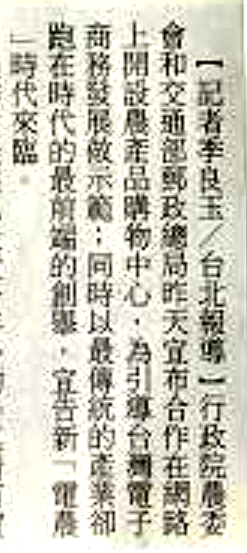 【記者李良玉╱台北報導】行政院農委
會和交通部郵政總局昨天宣布合作在網路
上開設農產品購物中心，為引導台灣電子
商務發展做示範；同時以最傳統的產業卻
跑在時代的最前端的創舉，宣告新「電農
」時代來臨。